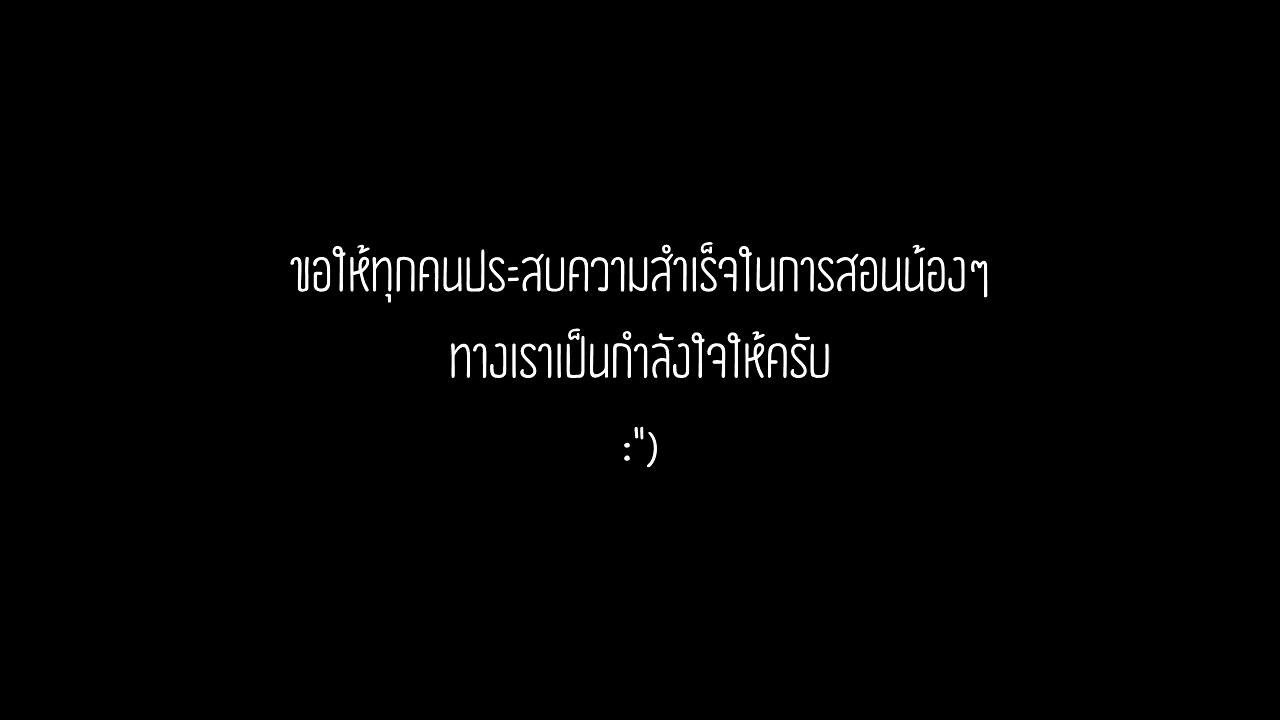 ขอให้ทุกคนประสบความสำเร็จในการสอนน้องๆ
ทางเราเป็นกำลังใจให้ครับ
:")